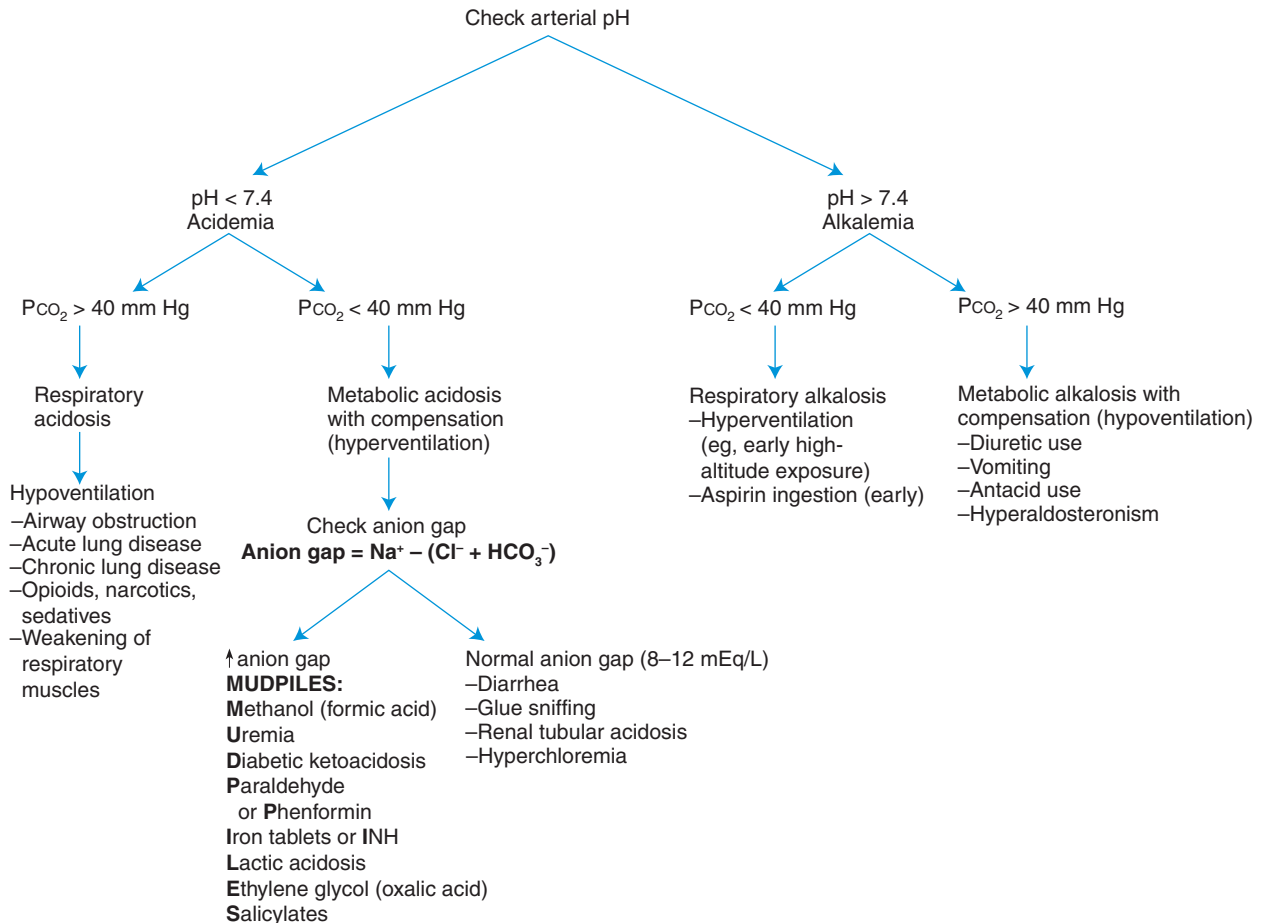 Check arterial pH
pH < 7.4
Acidemia
pH > 7.4
Alkalemia
PCO₂ > 40 mm Hg
PCO₂ < 40 mm Hg
PCO₂ < 40 mm Hg
PCO₂ > 40 mm Hg
Respiratory
acidosis
Metabolic acidosis
with compensation
(hyperventilation)
Respiratory alkalosis
–Hyperventilation
(eg, early high-
altitude exposure)
–Aspirin ingestion (early)
Metabolic alkalosis with
compensation (hypoventilation)
–Diuretic use
–Vomiting
–Antacid use
–Hyperaldosteronism
Hypoventilation
–Airway obstruction
–Acute lung disease
–Chronic lung disease
–Opioids, narcotics,
sedatives
–Weakening of
respiratory
muscles
Check anion gap
Anion gap = Na⁺ – (Cl⁻ + HCO₃⁻)
↑ anion gap
MUDPILES:
Methanol (formic acid)
Uremia
Diabetic ketoacidosis
Paraldehyde
or Phenformin
Iron tablets or INH
Lactic acidosis
Ethylene glycol (oxalic acid)
Salicylates
Normal anion gap (8–12 mEq/L)
–Diarrhea
–Glue sniffing
–Renal tubular acidosis
–Hyperchloremia